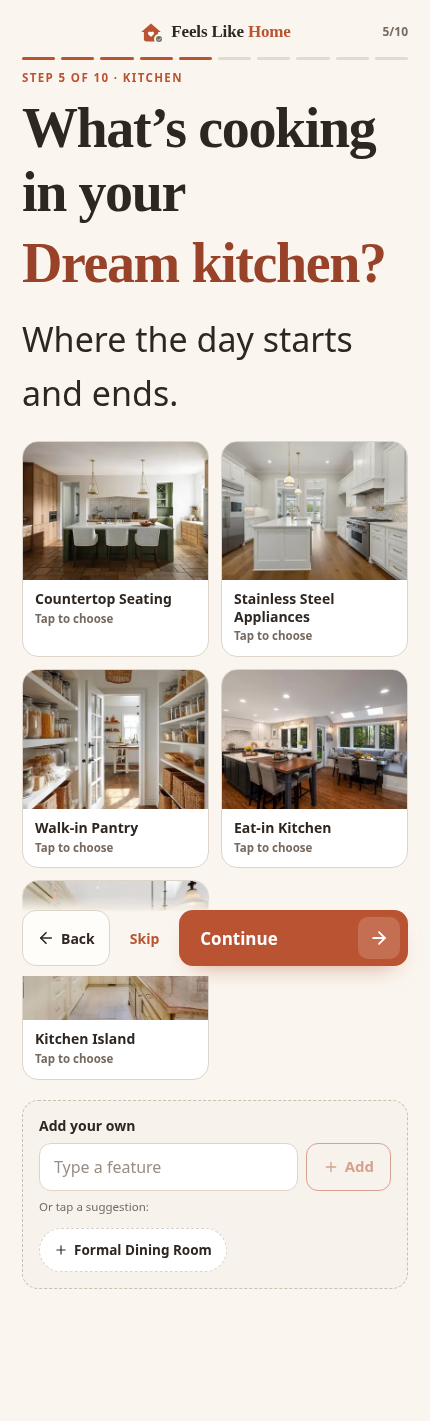 Feels Like Home
5/10
STEP 5 OF 10 · KITCHEN
What's cooking
in your
Dream kitchen?
Where the day starts
and ends.
Countertop Seating
Tap to choose
Stainless Steel
Appliances
Tap to choose
Walk-in Pantry
Tap to choose
Eat-in Kitchen
Tap to choose
Back
Skip
Continue
Kitchen Island
Tap to choose
Add your own
Type a feature
+ Add
Or tap a suggestion:
+ Formal Dining Room